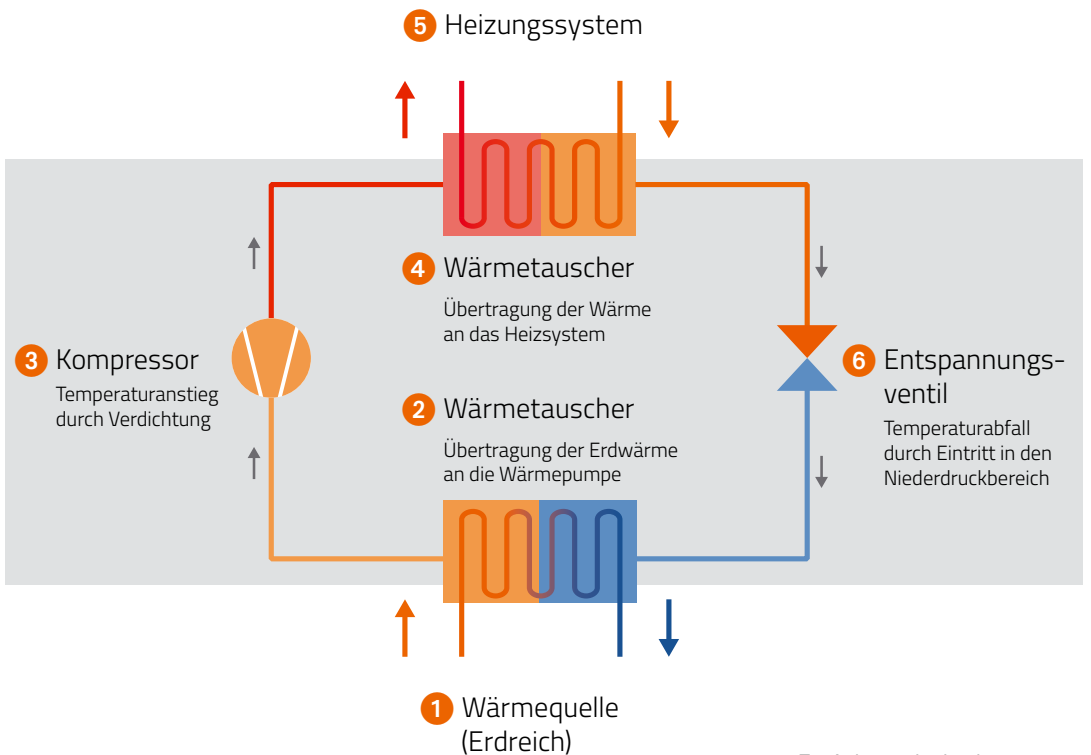 5 Heizungssystem
4 Wärmetauscher
Übertragung der Wärme
an das Heizsystem
3 Kompressor
Temperaturanstieg
durch Verdichtung
6 Entspannungs-
ventil
Temperaturabfall
durch Eintritt in den
Niederdruckbereich
2 Wärmetauscher
Übertragung der Erdwärme
an die Wärmepumpe
1 Wärmequelle
(Erdreich)